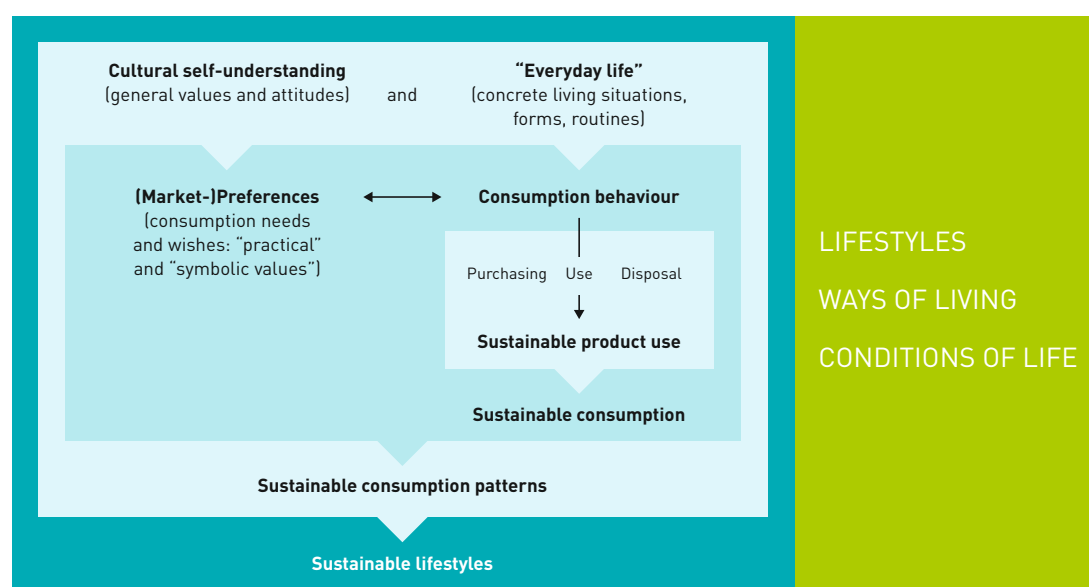 Cultural self-understanding
(general values and attitudes)
and
“Everyday life”
(concrete living situations,
forms, routines)
(Market-)Preferences
(consumption needs
and wishes: “practical”
and “symbolic values”)
Consumption behaviour
Purchasing Use Disposal
Sustainable product use
Sustainable consumption
Sustainable consumption patterns
Sustainable lifestyles
LIFESTYLES
WAYS OF LIVING
CONDITIONS OF LIFE